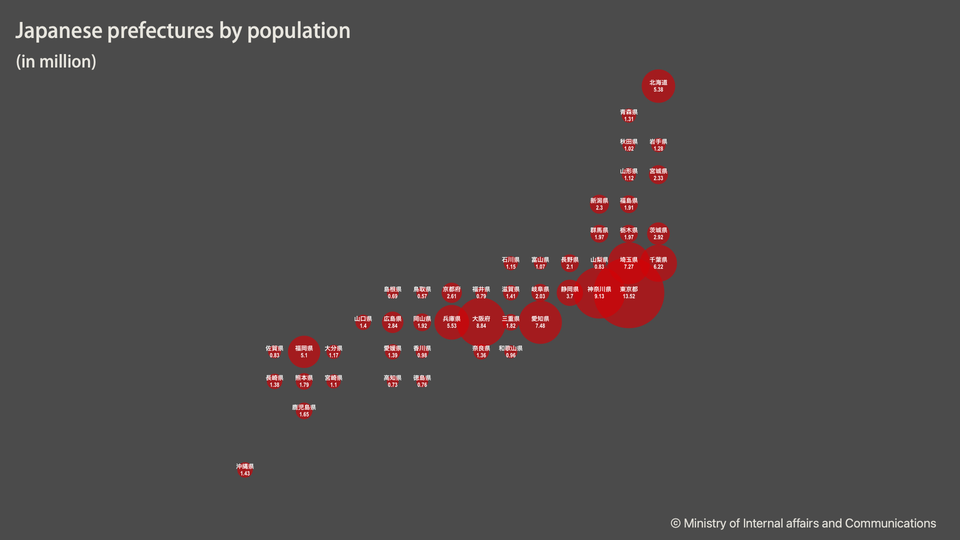 Japanese prefectures by population
(in million)
北海道
5.38
青森県
1.31
秋田県
1.02
岩手県
1.28
山形県
1.12
宮城県
2.33
新潟県
2.3
福島県
1.91
群馬県
1.97
栃木県
1.97
茨城県
2.92
石川県
1.15
富山県
1.07
長野県
2.1
山梨県
0.83
埼玉県
7.27
千葉県
6.22
島根県
0.69
鳥取県
0.57
京都府
2.61
福井県
0.79
滋賀県
1.41
岐阜県
2.03
静岡県
3.7
神奈川県
9.13
東京都
13.52
山口県
1.4
広島県
2.84
岡山県
1.92
兵庫県
5.53
大阪府
8.84
三重県
1.82
愛知県
7.48
佐賀県
0.83
福岡県
5.1
大分県
1.17
愛媛県
1.39
香川県
0.98
奈良県
1.36
和歌山県
0.96
長崎県
1.38
熊本県
1.79
宮崎県
1.1
高知県
0.73
徳島県
0.76
鹿児島県
1.65
沖縄県
1.43
© Ministry of Internal affairs and Communications